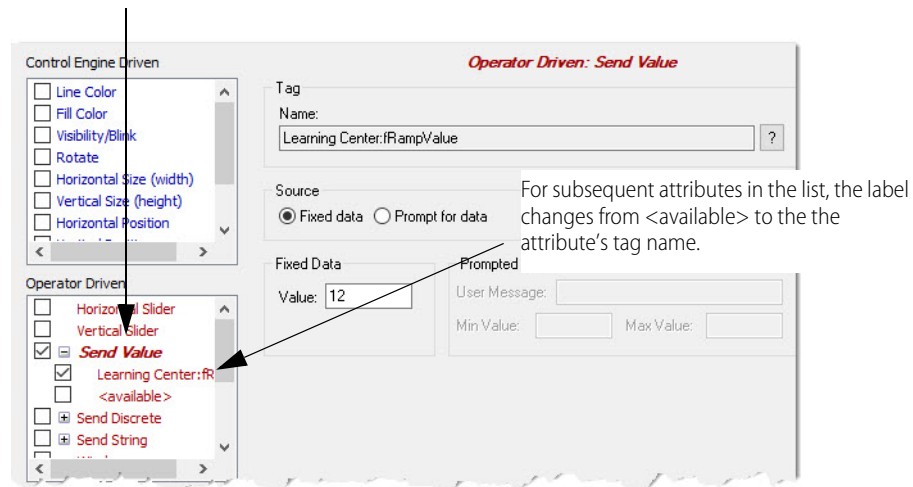 Control Engine Driven
Operator Driven: Send Value
Line Color
Fill Color
Visibility/Blink
Rotate
Horizontal Size (width)
Vertical Size (height)
Horizontal Position
Tag
Name:
Learning Center:fRampValue
?
Source
Fixed data
Prompt for data
For subsequent attributes in the list, the label
changes from <available> to the the
attribute's tag name.
Fixed Data
Value: 12
Prompted
User Message:
Min Value:
Max Value:
Operator Driven
Horizontal Slider
Vertical Slider
Send Value
Learning Center:fR
<available>
Send Discrete
Send String